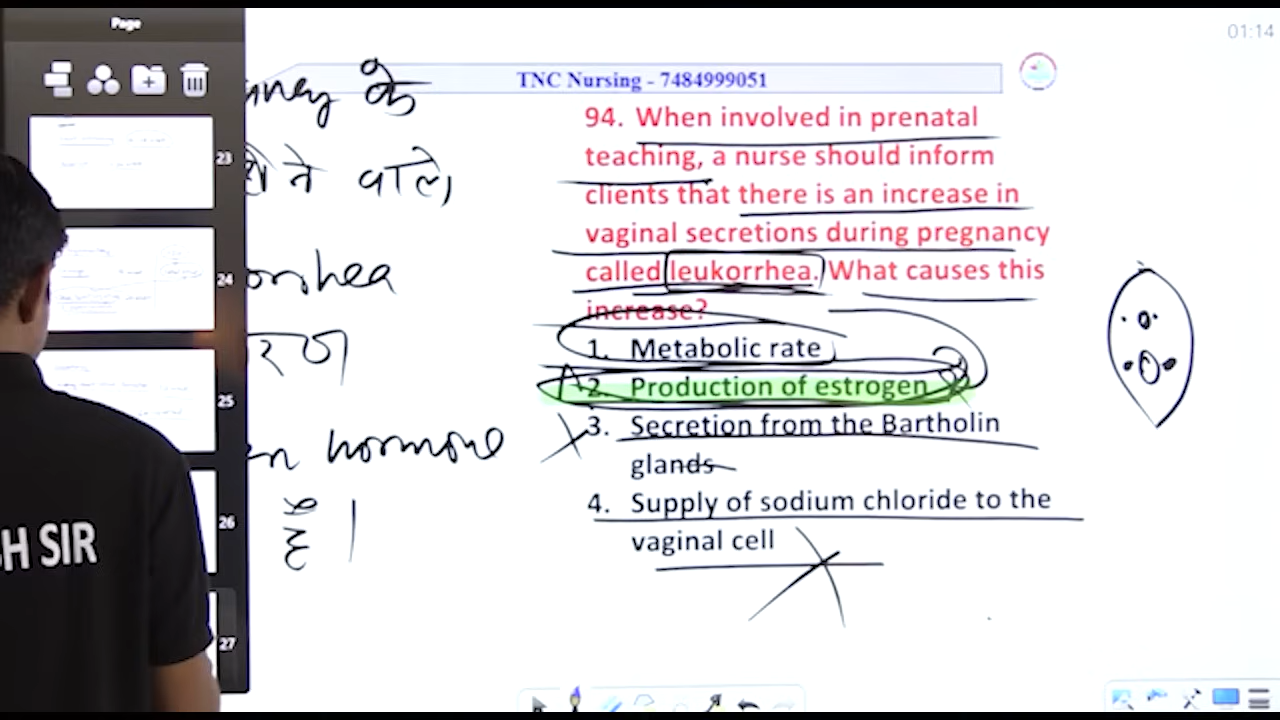 Page
01:14
TNC Nursing - 7484999051
23
24
25
26
27
orrhea
hormone
है।
H SIR
94. When involved in prenatal
teaching, a nurse should inform
clients that there is an increase in
vaginal secretions during pregnancy
called leukorrhea. What causes this
increase?
1. Metabolic rate
2. Production of estrogen
3. Secretion from the Bartholin
glands
4. Supply of sodium chloride to the
vaginal cell